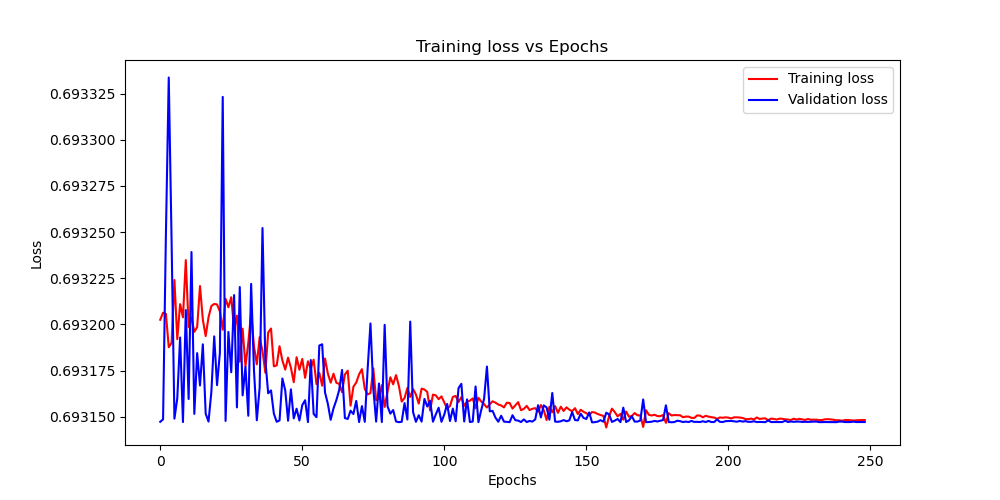 Training loss vs Epochs
Training loss
Validation loss
0.693325
0.693300
0.693275
0.693250
0.693225
0.693200
0.693175
0.693150
Loss
0 50 100 150 200 250
Epochs